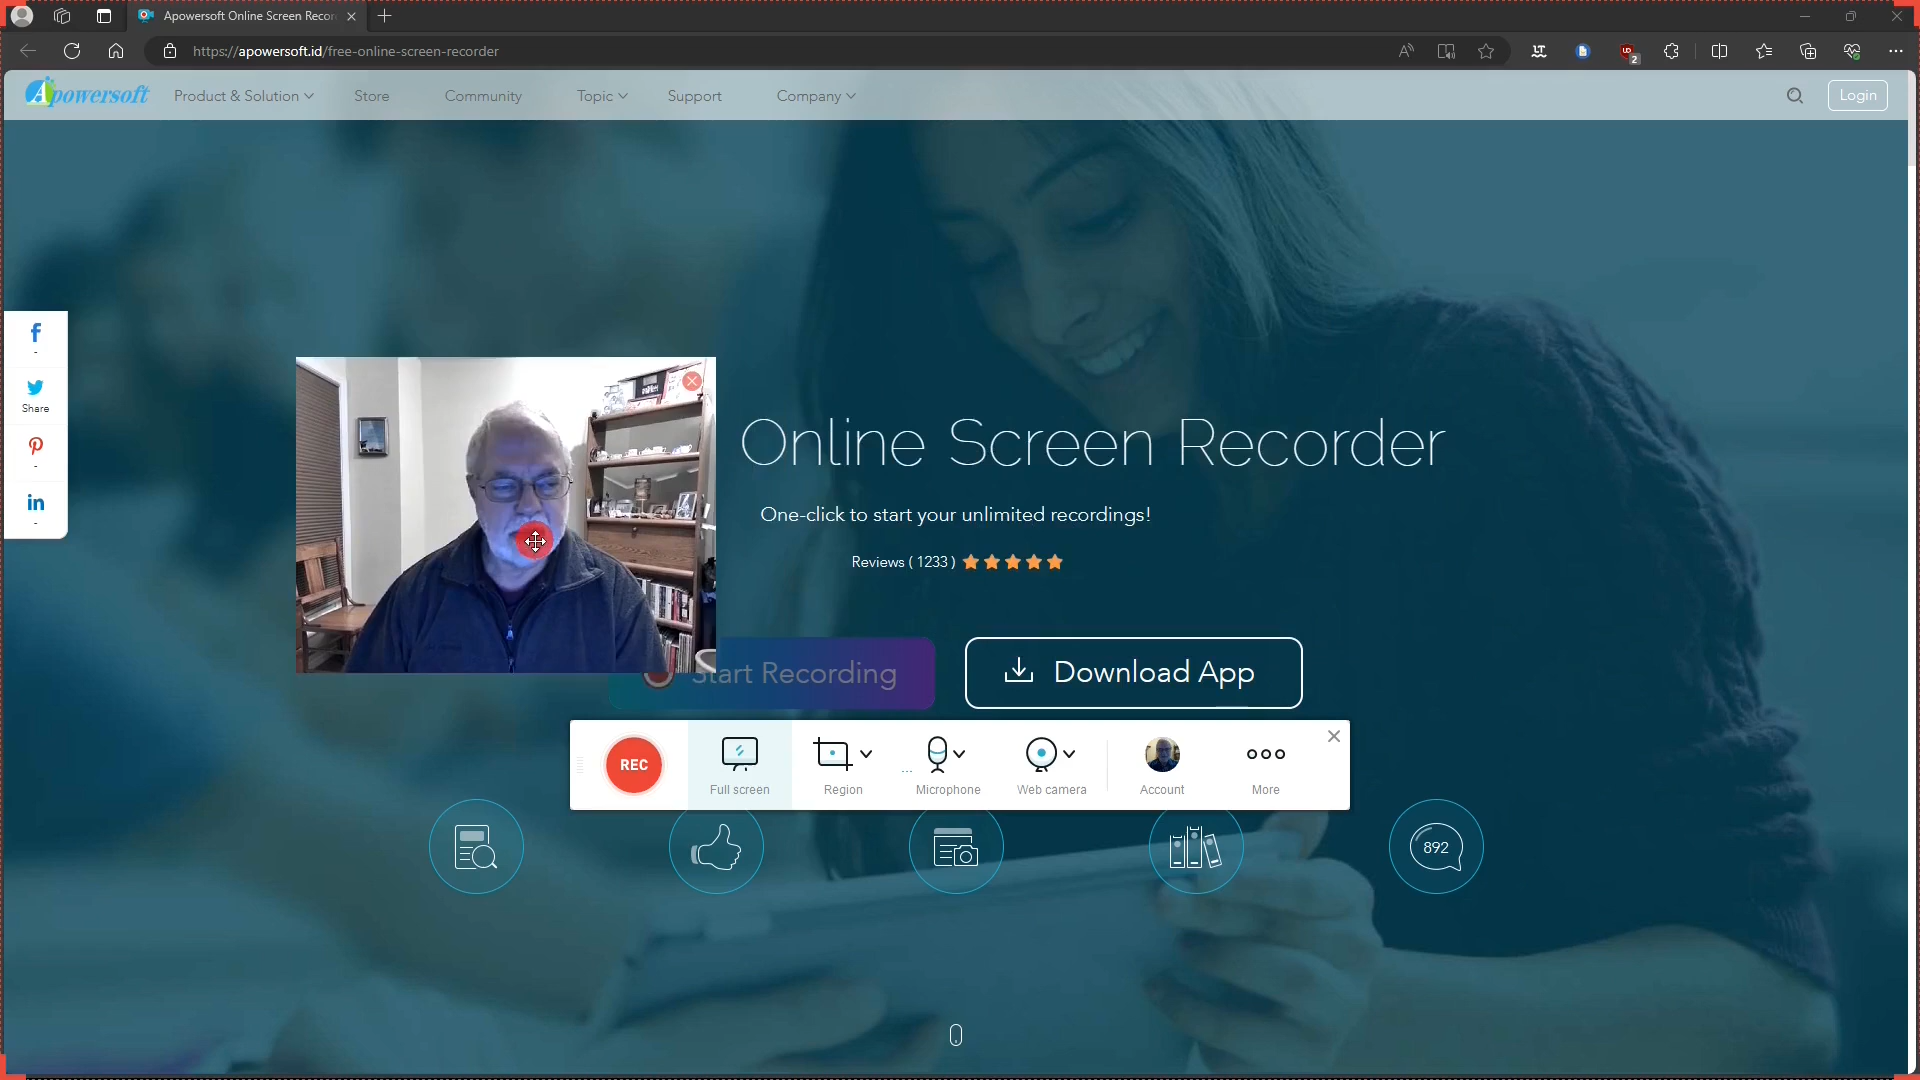 Apowersoft Online Screen Recor
https://apowersoft.id/free-online-screen-recorder
2
Apowersoft
Product & Solution
Store
Community
Topic
Support
Company
Login
-
Share
-
in
-
Online Screen Recorder
One-click to start your unlimited recordings!
Reviews ( 1233 )
Start Recording
Download App
REC
Full screen
Region
Microphone
Web camera
Account
More
892